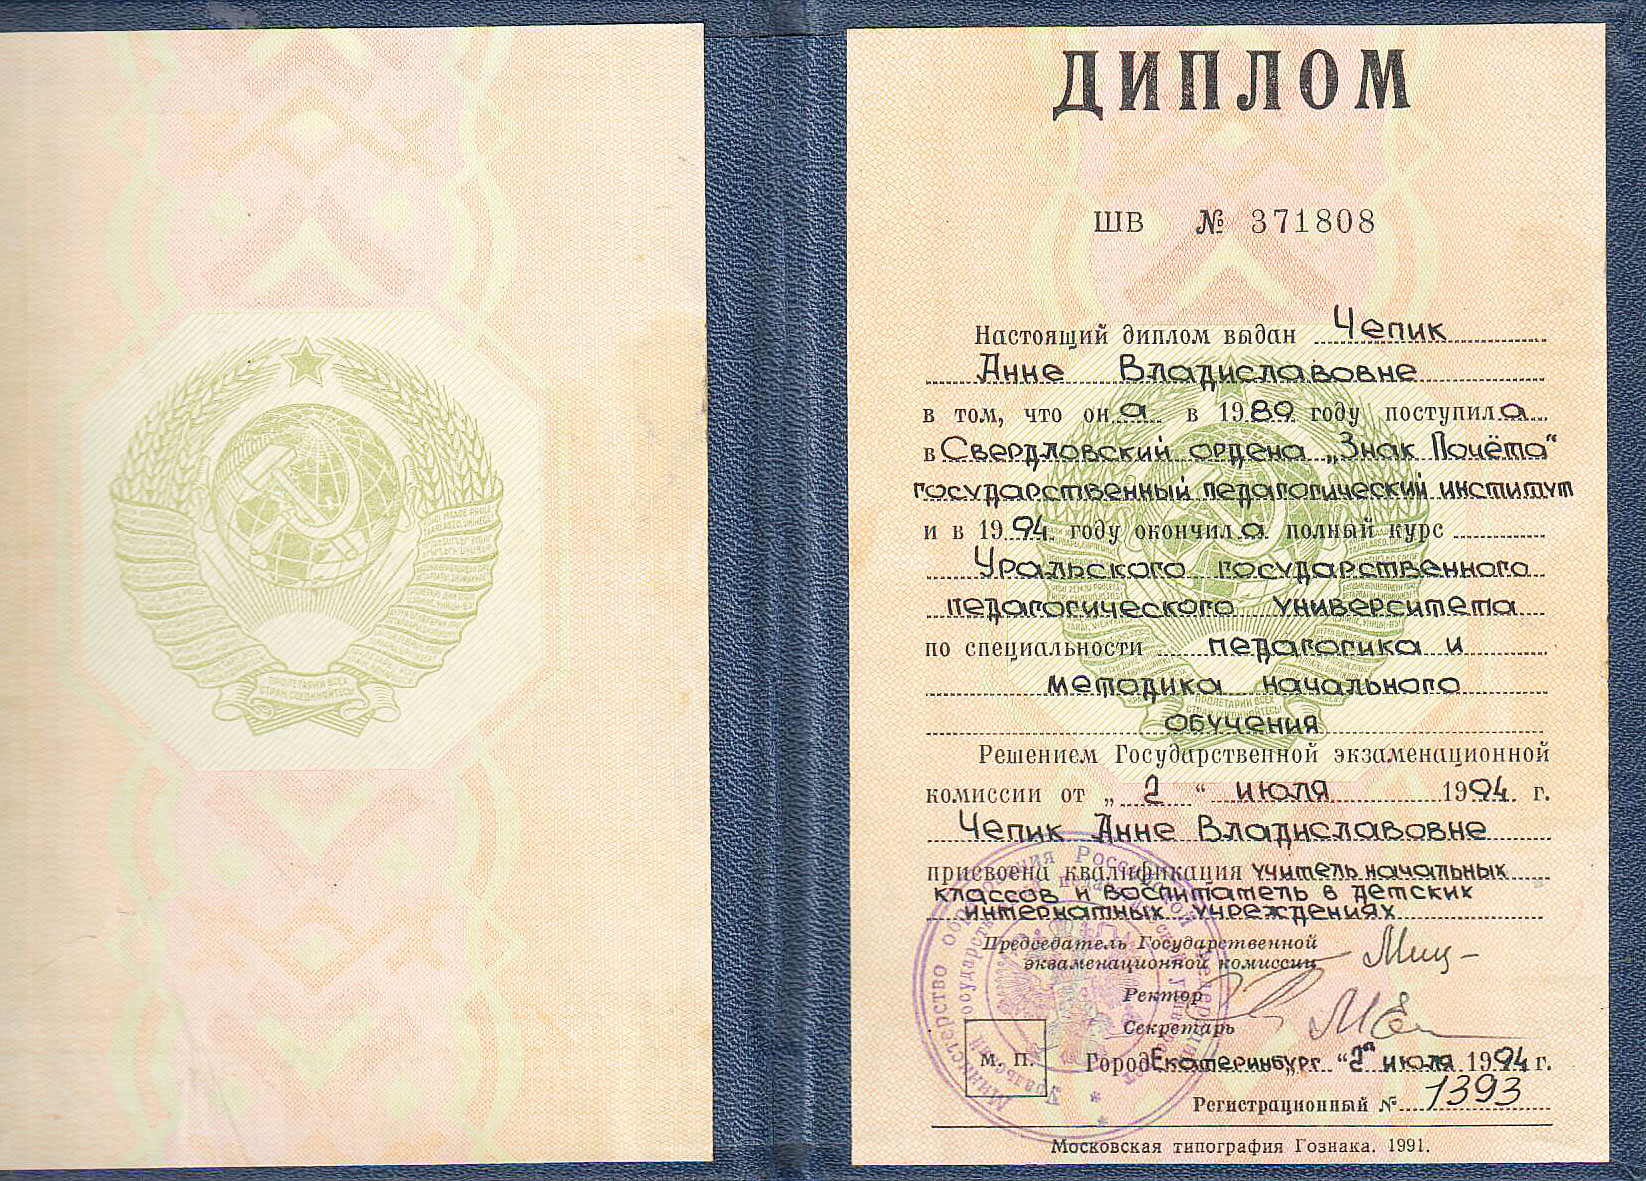 ПРОЛЕТАРИИ ВСЕХ
СТРАН СОЕДИНЯЙТЕСЬ
ДИПЛОМ
ШВ № 371808
Настоящий диплом выдан Чепик
Анне Владиславовне
в том, что она в 1989 году поступила
в Свердловский ордена „Знак Почёта“
государственный педагогический институт
и в 1994 году окончила полный курс
Уральского государственного
педагогического университета
по специальности педагогика и
методика начального
обучения
Решением Государственной экзаменационной
комиссии от „2“ июля 1994 г.
Чепик Анне Владиславовне
присвоена квалификация учитель начальных
классов и воспитатель в детских
интернатных учреждениях
Председатель Государственной
экзаменационной комиссии
Ректор
Секретарь
М. П.
Город Екатеринбург “2” июля 1994 г.
Регистрационный № 1393
Московская типография Гознака. 1991.